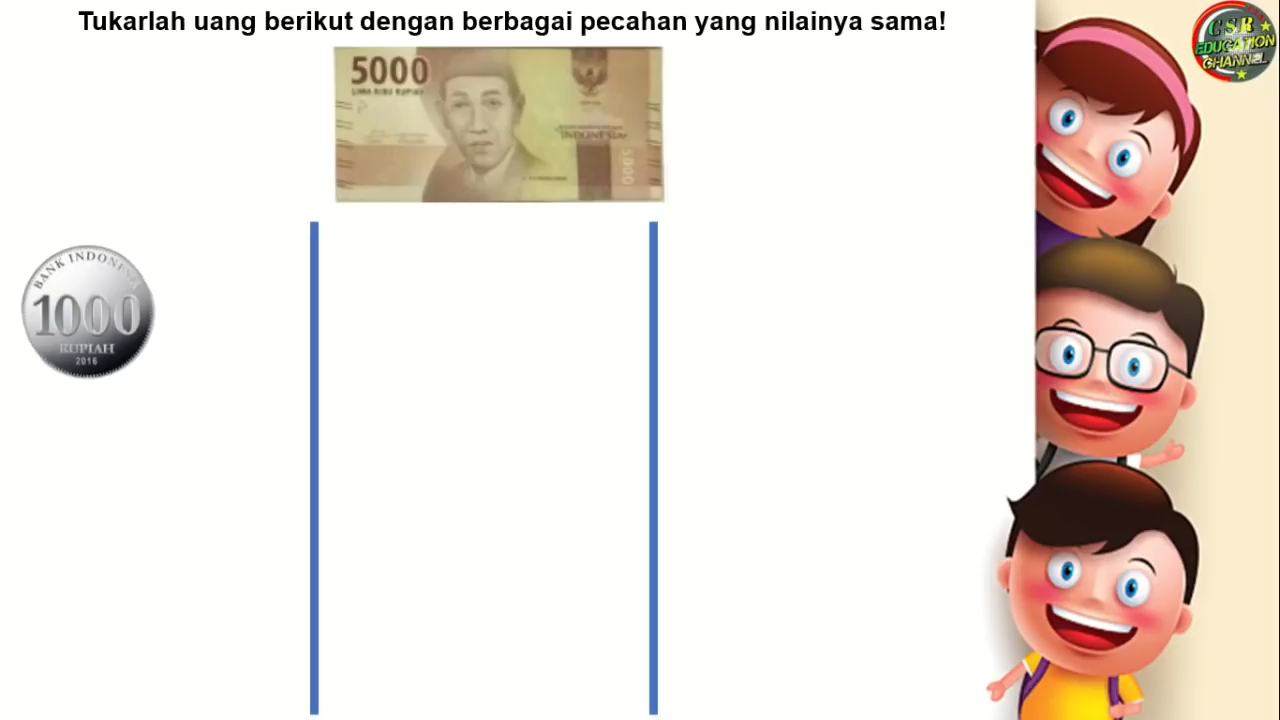 Tukarlah uang berikut dengan berbagai pecahan yang nilainya sama!
CSR
EDUCATION
CHANNEL
5000
LIMA RIBU RUPIAH
INDONESIA
5000
BANK INDONESIA
1000
RUPIAH
2016